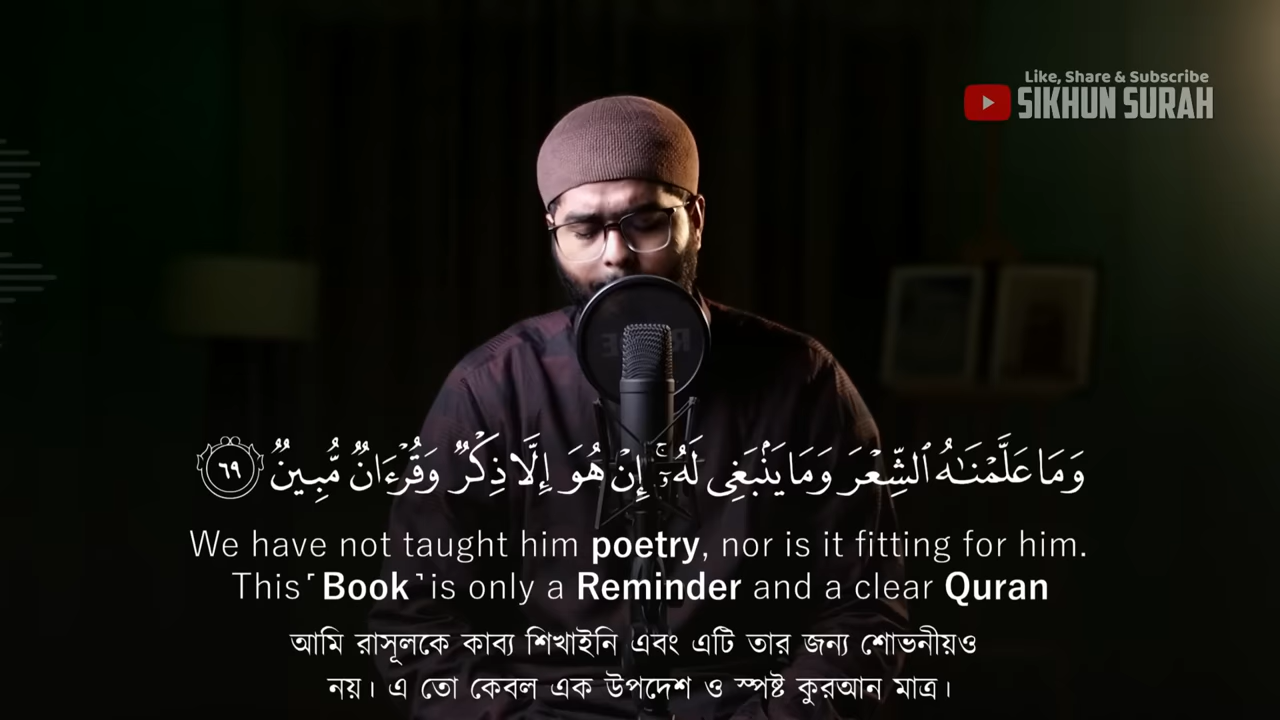 Like, Share & Subscribe
SIKHUN SURAH
وَمَا عَلَّمْنَـٰهُ ٱلشِّعْرَ وَمَا يَنۢبَغِى لَهُۥٓ ۚ إِنْ هُوَ إِلَّا ذِكْرٌ وَقُرْءَانٌ مُّبِينٌ ٦٩
We have not taught him poetry, nor is it fitting for him.
This ˹Book˺ is only a Reminder and a clear Quran
আমি রাসূলকে কাব্য শিখাইনি এবং এটি তার জন্য শোভনীয়ও
নয়। এ তো কেবল এক উপদেশ ও স্পষ্ট কুরআন মাত্র।